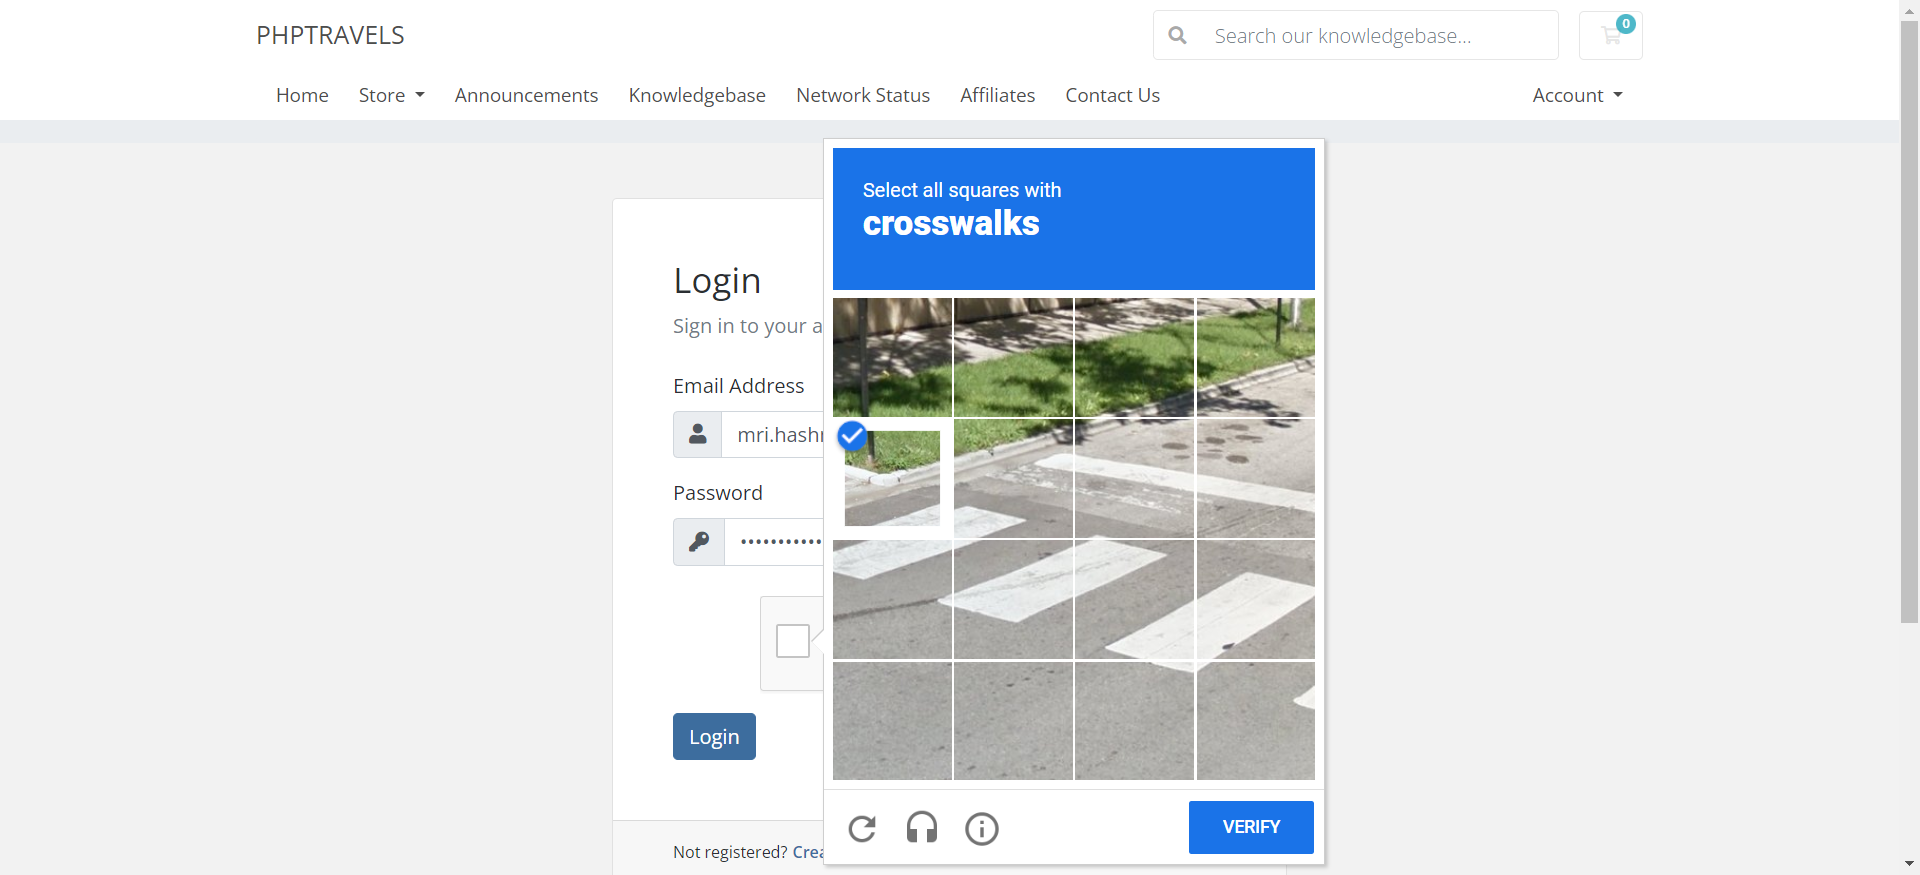 PHPTRAVELS
Search our knowledgebase...
0
Home
Store
Announcements
Knowledgebase
Network Status
Affiliates
Contact Us
Account
Select all squares with
crosswalks
Login
Sign in to your a
Email Address
mri.hash
Password
Login
VERIFY
Not registered? Crea